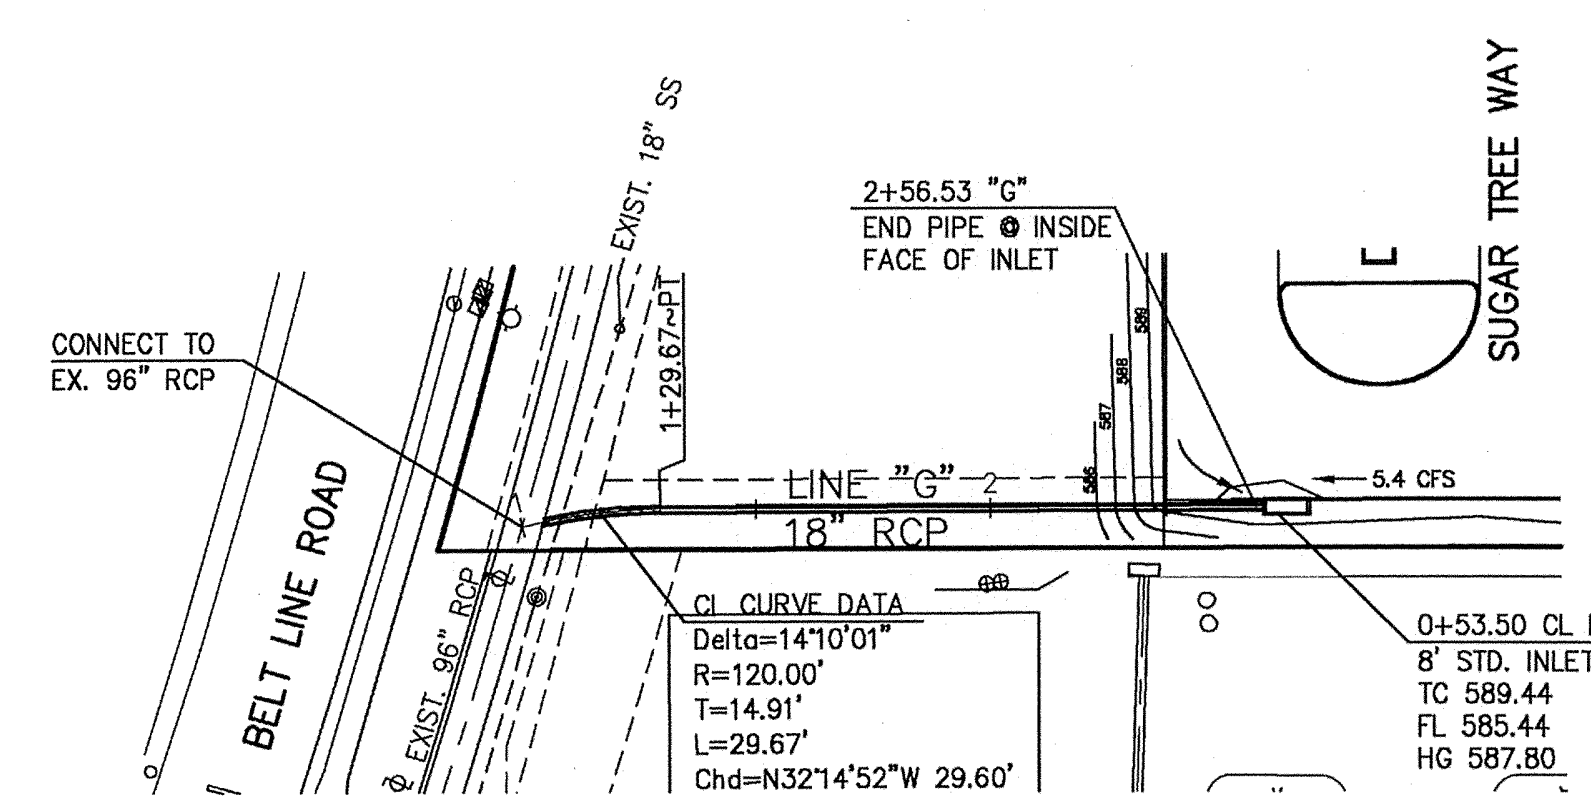 EXIST. 18" SS
SUGAR TREE WAY
2+56.53 "G"
END PIPE @ INSIDE
FACE OF INLET
CONNECT TO
EX. 96" RCP
1+29.67~PT
589
588
587
586
LINE "G" 2
5.4 CFS
18" RCP
BELT LINE ROAD
EXIST. 96" RCP
CL CURVE DATA
Delta=14°10'01"
R=120.00'
T=14.91'
L=29.67'
Chd=N32°14'52"W 29.60'
0+53.50 CL
8' STD. INLET
TC 589.44
FL 585.44
HG 587.80